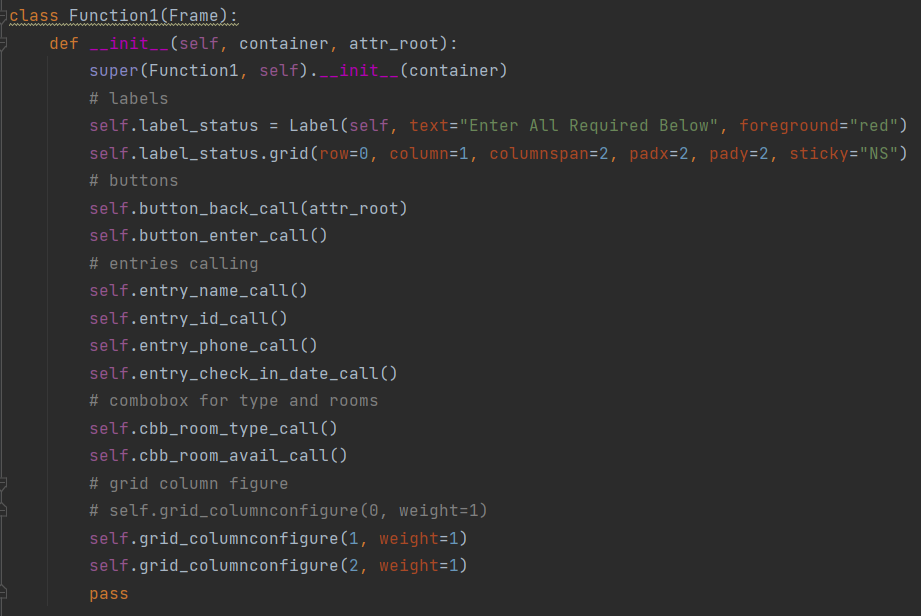 class Function1(Frame):
    def __init__(self, container, attr_root):
        super(Function1, self).__init__(container)
        # labels
        self.label_status = Label(self, text="Enter All Required Below", foreground="red")
        self.label_status.grid(row=0, column=1, columnspan=2, padx=2, pady=2, sticky="NS")
        # buttons
        self.button_back_call(attr_root)
        self.button_enter_call()
        # entries calling
        self.entry_name_call()
        self.entry_id_call()
        self.entry_phone_call()
        self.entry_check_in_date_call()
        # combobox for type and rooms
        self.cbb_room_type_call()
        self.cbb_room_avail_call()
        # grid column figure
        # self.grid_columnconfigure(0, weight=1)
        self.grid_columnconfigure(1, weight=1)
        self.grid_columnconfigure(2, weight=1)
        pass